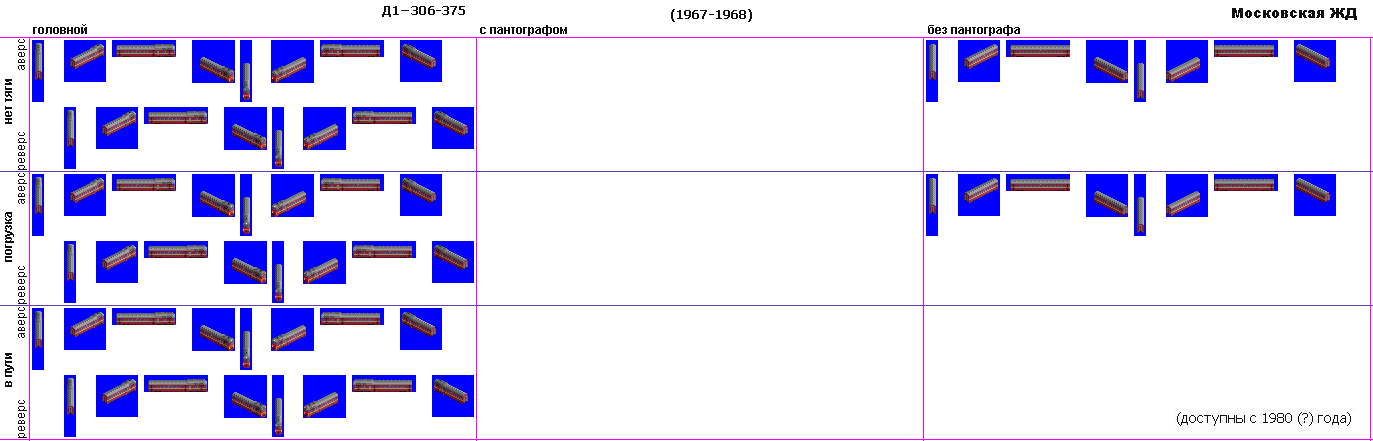 Д1-306-375
(1967-1968)
Московская ЖД
головной
с пантографом
без пантографа
нет тяги
аверс
реверс
погрузка
аверс
реверс
в пути
аверс
реверс
(доступны с 1980 (?) года)